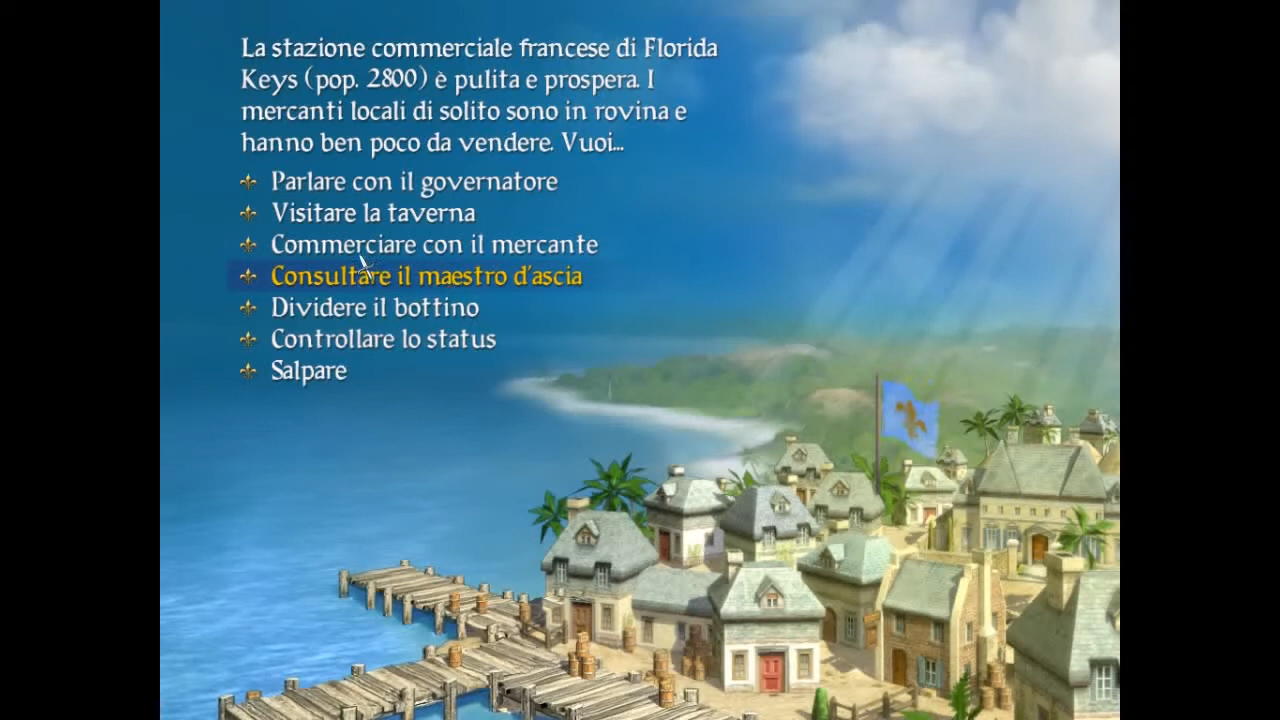 La stazione commerciale francese di Florida
Keys (pop. 2800) è pulita e prospera. I
mercanti locali di solito sono in rovina e
hanno ben poco da vendere. Vuoi...
Parlare con il governatore
Visitare la taverna
Commerciare con il mercante
Consultare il maestro d'ascia
Dividere il bottino
Controllare lo status
Salpare